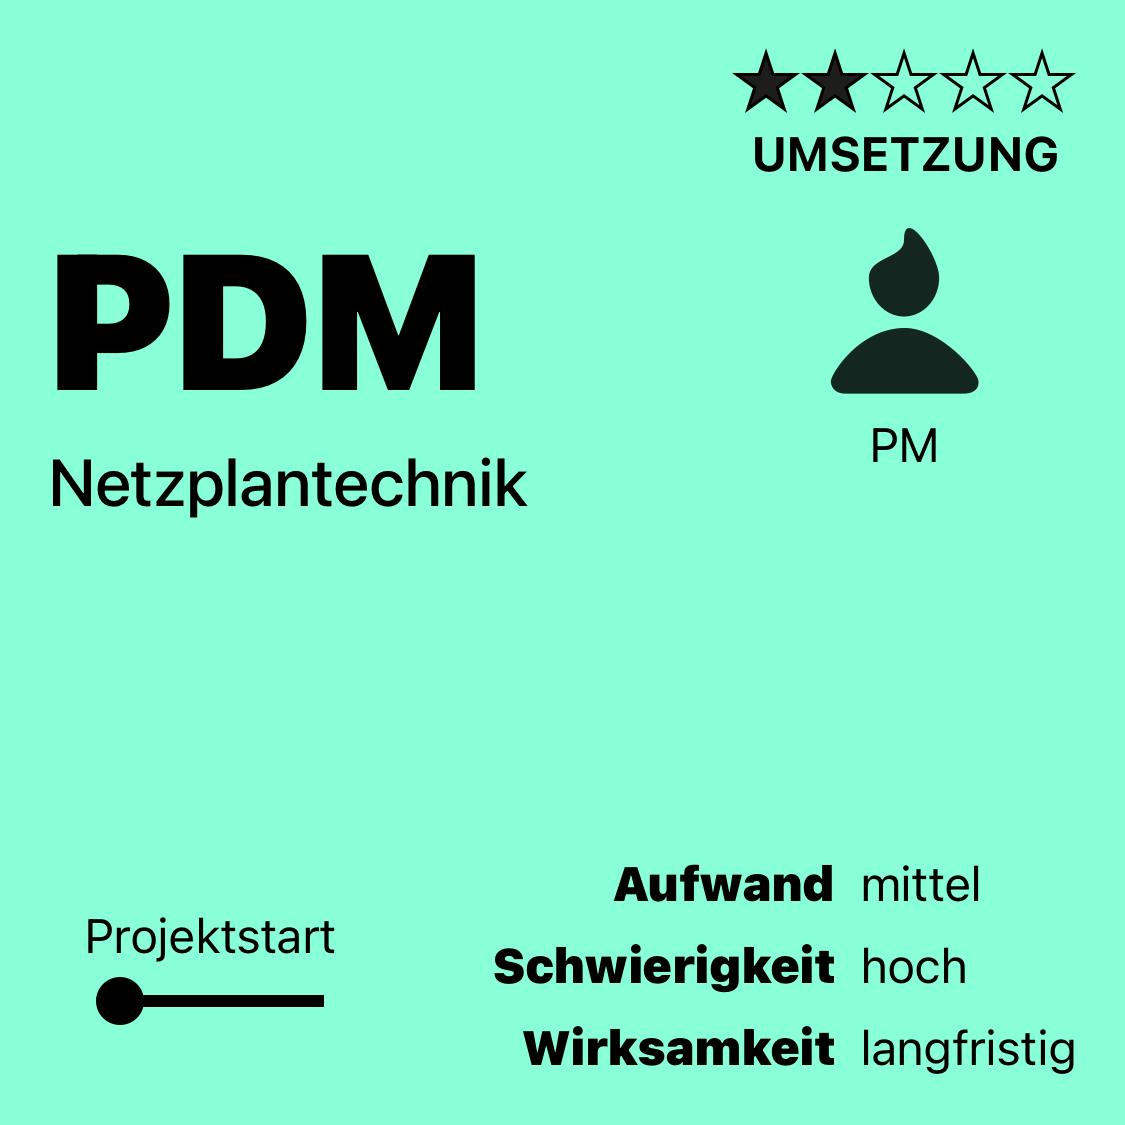 UMSETZUNG
PDM
PM
Netzplantechnik
Projektstart
Aufwand mittel
Schwierigkeit hoch
Wirksamkeit langfristig